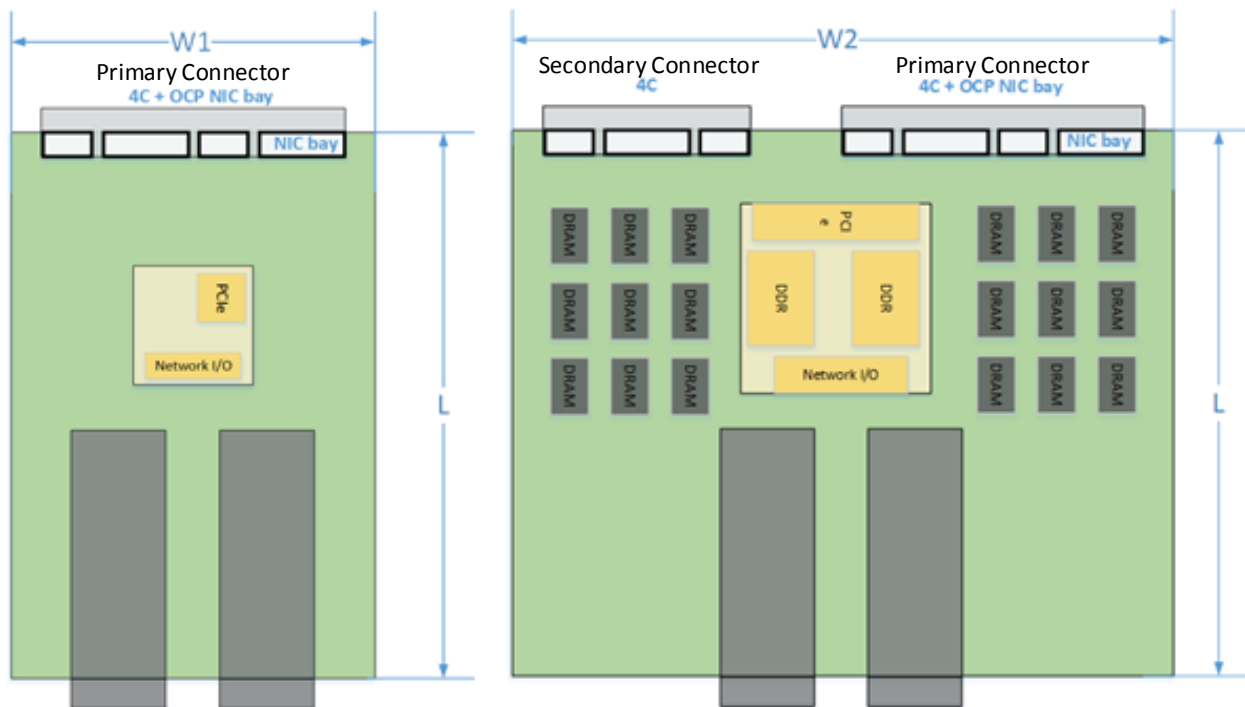 W1
Primary Connector
4C + OCP NIC bay
NIC bay
PCIe
Network I/O
L
W2
Secondary Connector
4C
Primary Connector
4C + OCP NIC bay
NIC bay
DRAM
DRAM
DRAM
DRAM
DRAM
DRAM
DRAM
DRAM
DRAM
PCI
e
DDR
DDR
Network I/O
DRAM
DRAM
DRAM
DRAM
DRAM
DRAM
DRAM
DRAM
DRAM
L